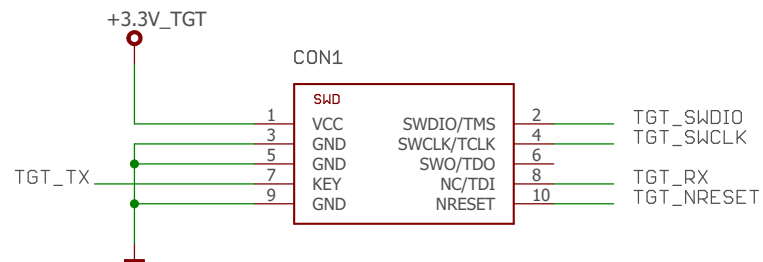 +3.3V_TGT
CON1
SWD
1 VCC SWDIO/TMS 2 TGT_SWDIO
3 GND SWCLK/TCLK 4 TGT_SWCLK
5 GND SWO/TDO 6
TGT_TX 7 KEY NC/TDI 8 TGT_RX
9 GND NRESET 10 TGT_NRESET